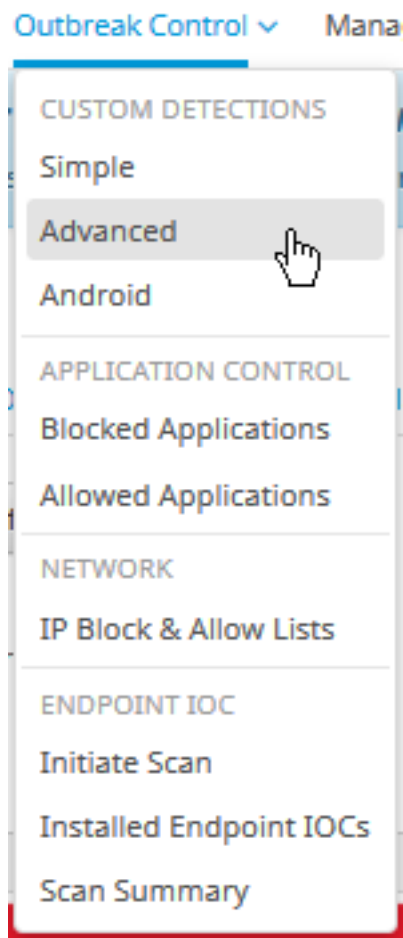 Outbreak Control
CUSTOM DETECTIONS
Simple
Advanced
Android
APPLICATION CONTROL
Blocked Applications
Allowed Applications
NETWORK
IP Block & Allow Lists
ENDPOINT IOC
Initiate Scan
Installed Endpoint IOCs
Scan Summary